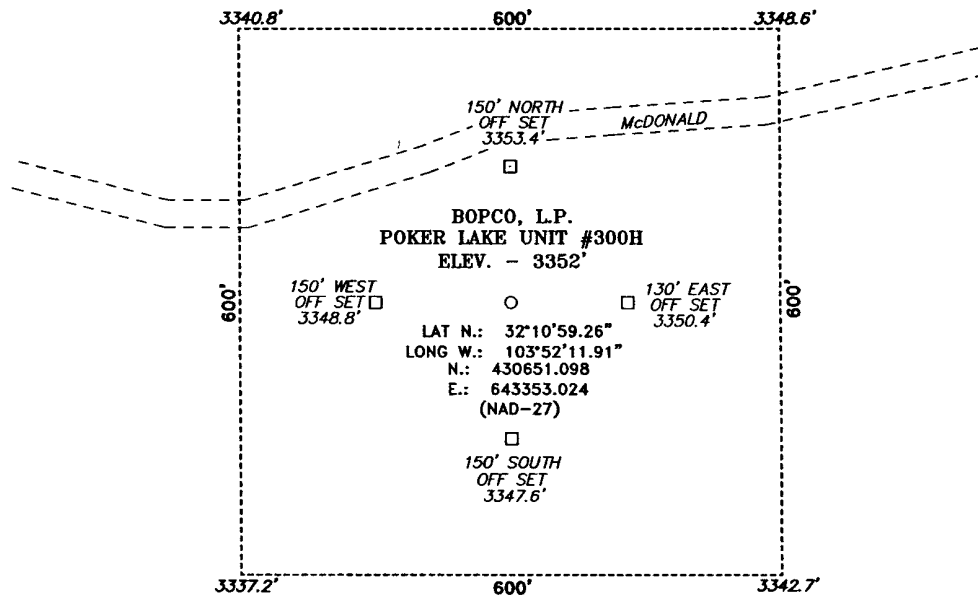 3340.8'
600'
3348.6'
150' NORTH
OFF SET
3353.4'
McDONALD
BOPCO, L.P.
POKER LAKE UNIT #300H
ELEV. - 3352'
600'
150' WEST
OFF SET
3348.8'
130' EAST
OFF SET
3350.4'
600'
LAT N.: 32°10'59.26"
LONG W.: 103°52'11.91"
N.: 430651.098
E.: 643353.024
(NAD-27)
150' SOUTH
OFF SET
3347.6'
3337.2'
600'
3342.7'